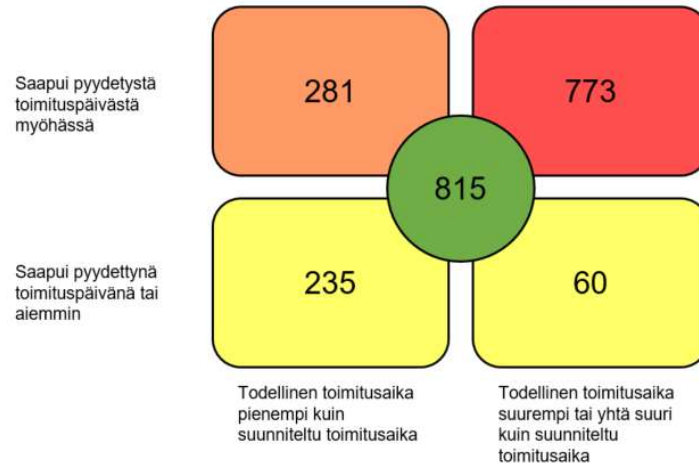 Saapui pyydetystä
toimituspäivästä
myöhässä
281
773
815
Saapui pyydettynä
toimituspäivänä tai
aiemmin
235
60
Todellinen toimitusaika
pienempi kuin
suunniteltu toimitusaika
Todellinen toimitusaika
suurempi tai yhtä suuri
kuin suunniteltu
toimitusaika